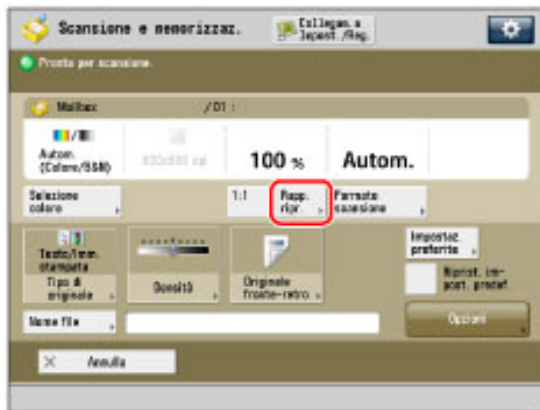 Scansione e memorizzaz.
Collegam.a
Impost./Reg.
Pronta per scansione.
Mailbox /01 :
Autom.
(Colore/B&N)
100 %
Autom.
Selezione
colore
1:1
Rapp.
ripr.
Formato
scansione
Testo/Imm.
stampata
Tipo di
originale
Densità
Originale
fronte-retro
Impostaz.
preferite
Riprist. im-
post. predef.
Nome file
Opzioni
Annulla